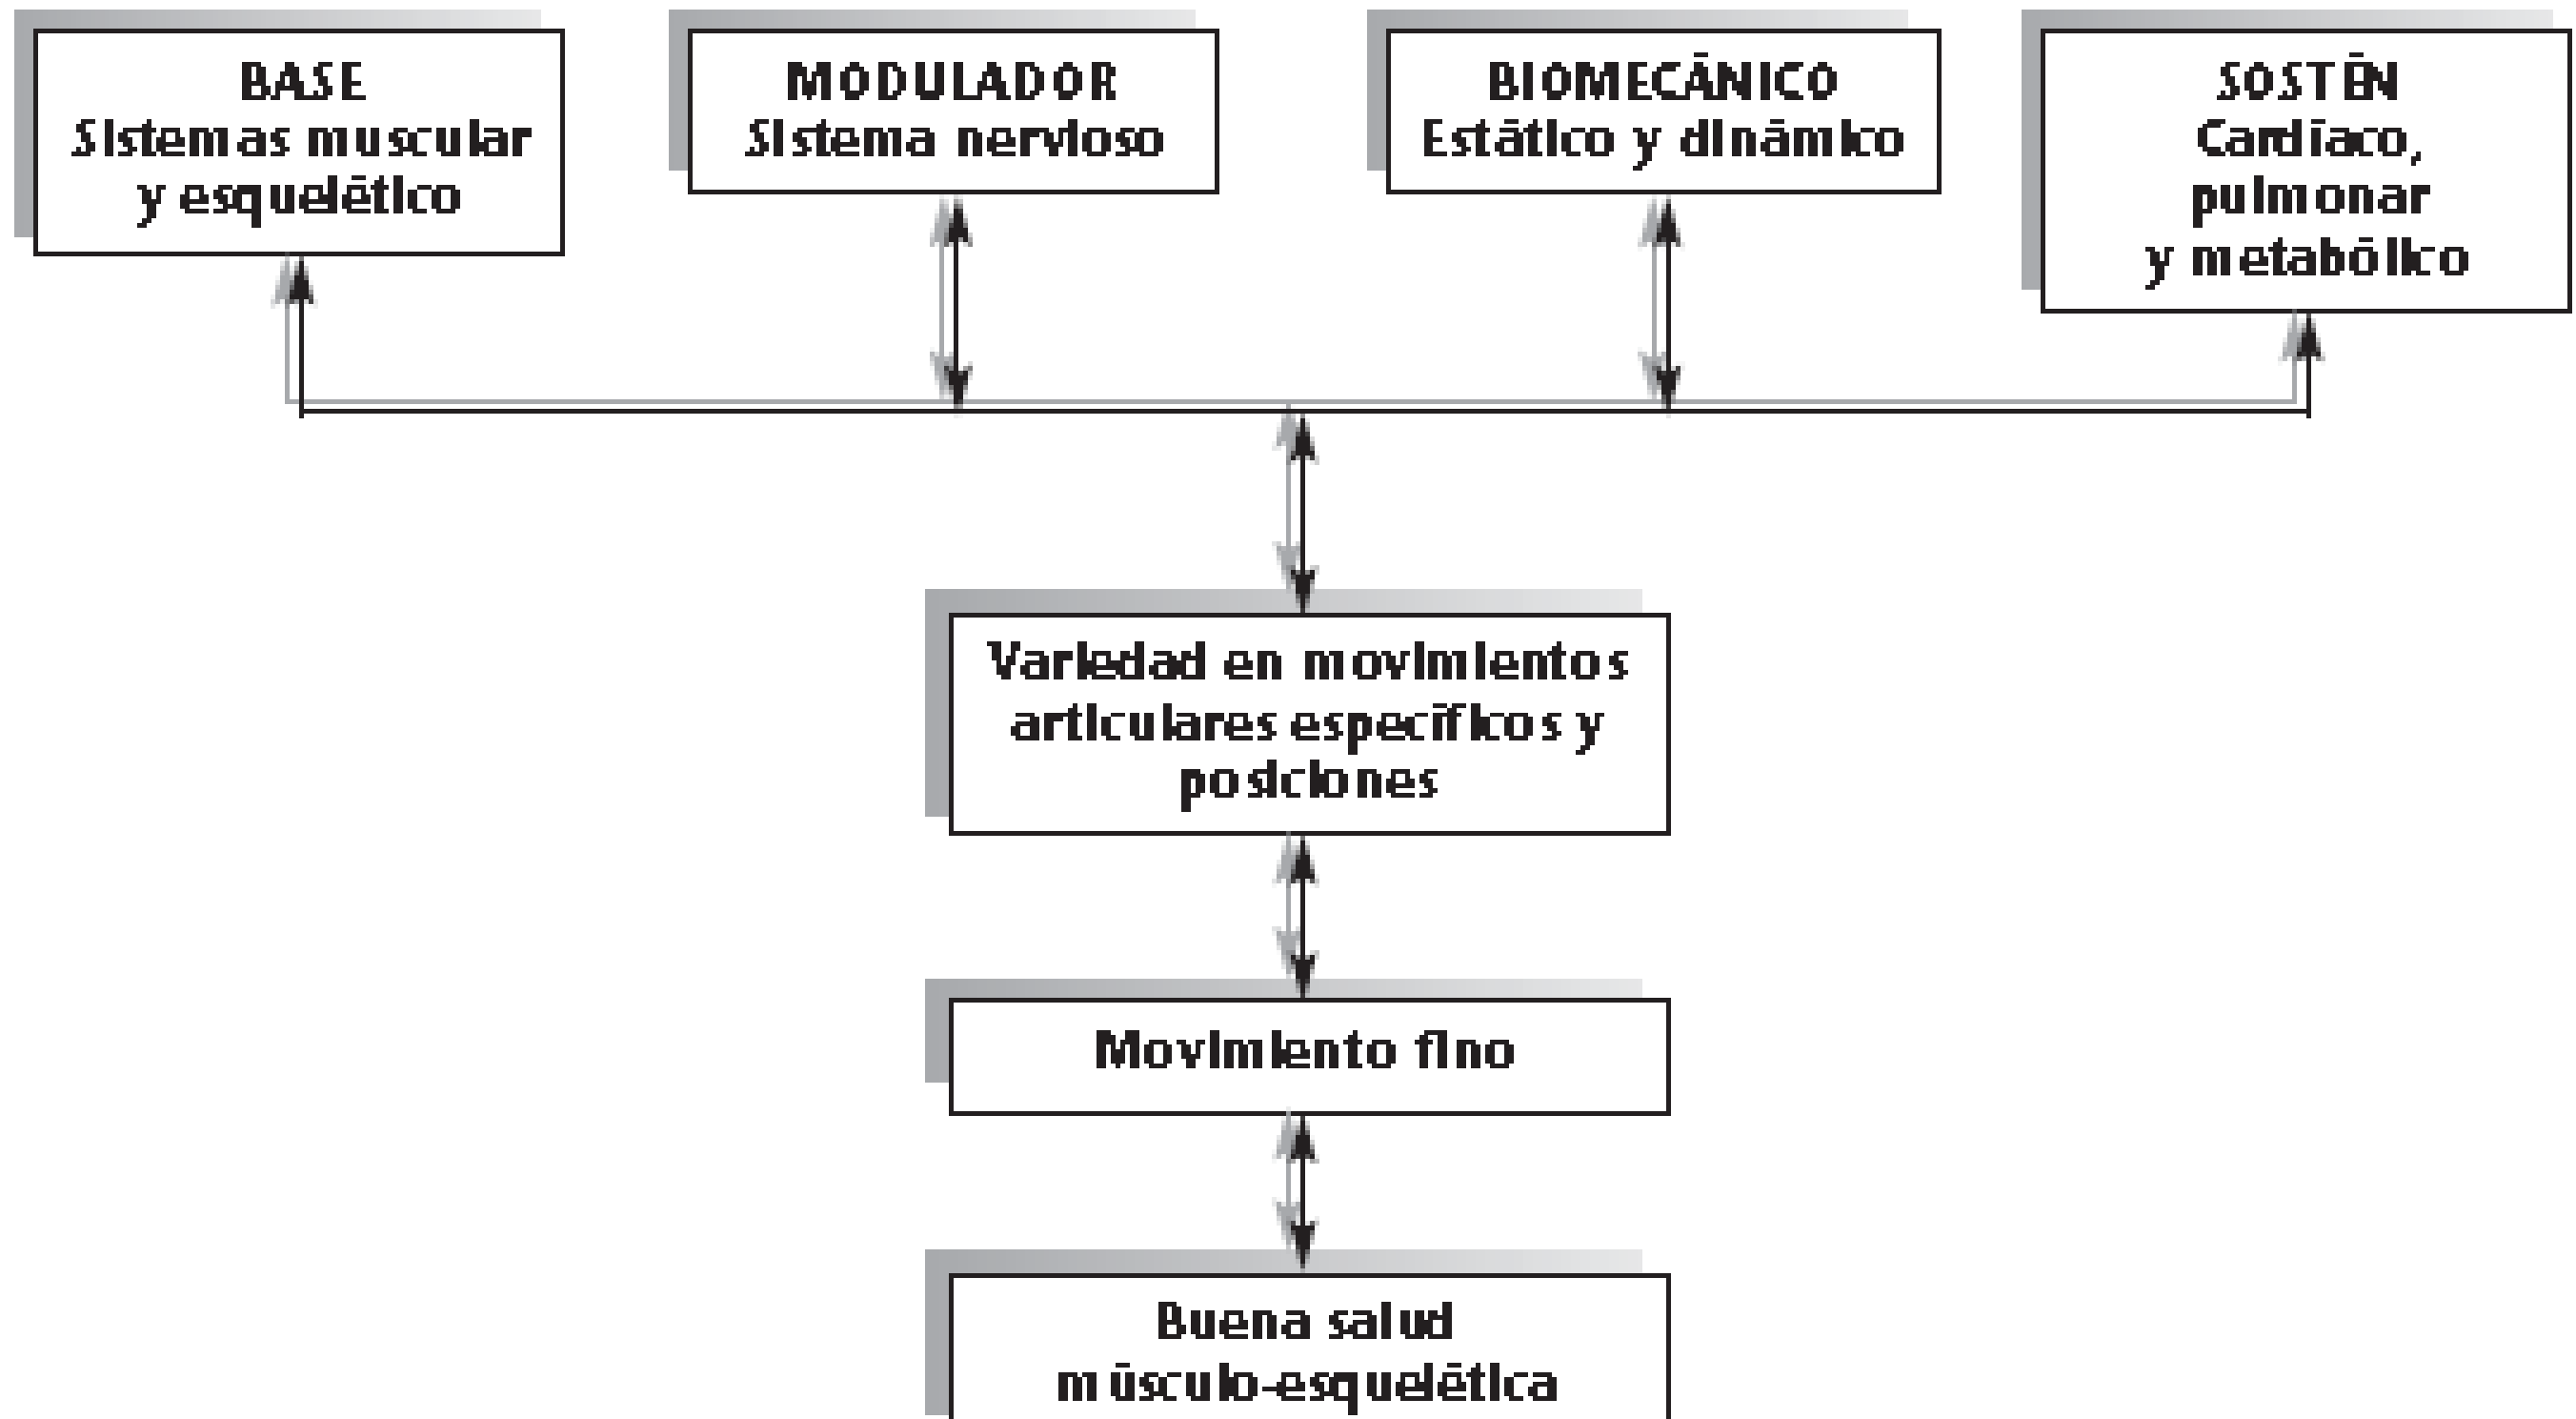 BASE
Sistemas muscular
y esquelético
MODULADOR
Sistema nervioso
BIOMECÁNICO
Estático y dinámico
SOSTÉN
Cardíaco,
pulmonar
y metabólico
Variedad en movimientos
articulares específicos y
posiciones
Movimiento fino
Buena salud
músculo-esquelética